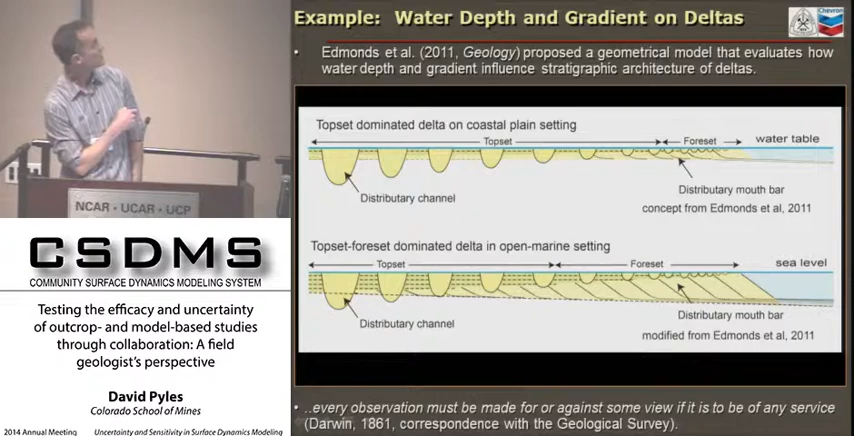 Example: Water Depth and Gradient on Deltas
Chevron
• Edmonds et al. (2011, Geology) proposed a geometrical model that evaluates how
water depth and gradient influence stratigraphic architecture of deltas.
Topset dominated delta on coastal plain setting
Topset
Foreset
water table
Distributary channel
Distributary mouth bar
concept from Edmonds et al, 2011
Topset-foreset dominated delta in open-marine setting
Topset
Foreset
sea level
Distributary channel
Distributary mouth bar
modified from Edmonds et al, 2011
• ..every observation must be made for or against some view if it is to be of any service
(Darwin, 1861, correspondence with the Geological Survey).
NCAR • UCAR • UCP
CSDMS
COMMUNITY SURFACE DYNAMICS MODELING SYSTEM
Testing the efficacy and uncertainty
of outcrop- and model-based studies
through collaboration: A field
geologist's perspective
David Pyles
Colorado School of Mines
2014 Annual Meeting Uncertainty and Sensitivity in Surface Dynamics Modeling